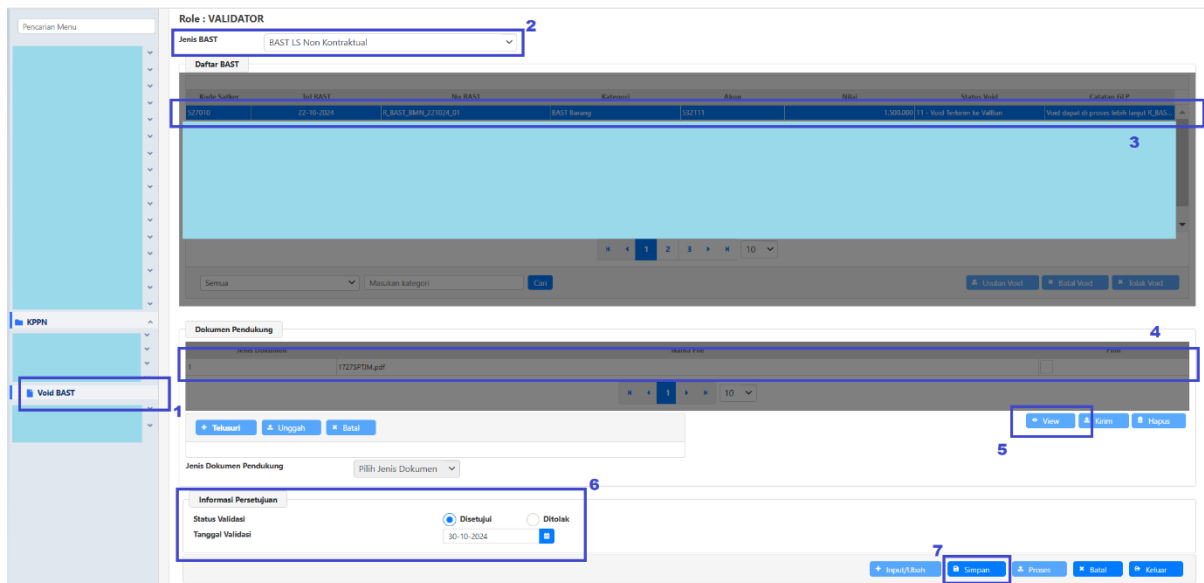 Role : VALIDATOR
Pencarian Menu
2
Jenis BAST
BAST LS Non Kontraktual
Daftar BAST
Kode Satker Tgl BAST No BAST Kategori Akun Nilai Status Void Catatan GLP
527010 22-10-2024 R_BAST_BMN_221024_01 BAST Barang 532111 1.500.000 11 - Void Terkirim ke Vallian Void dapat di proses lebih lanjut R_BAS...
3
1 2 3 10
Semua Masukan kategori Cari Usulan Void Batal Void Tolak Void
KPPN
Dokumen Pendukung
4
Jenis Dokumen Nama File Pilih
1 1727SPTJM.pdf
1 10
Void BAST
1
Telusuri Unggah Batal View Kirim Hapus
5
Jenis Dokumen Pendukung Pilih Jenis Dokumen
6
Informasi Persetujuan
Status Validasi Disetujui Ditolak
Tanggal Validasi 30-10-2024
7
Input/Ubah Simpan Proses Batal Keluar